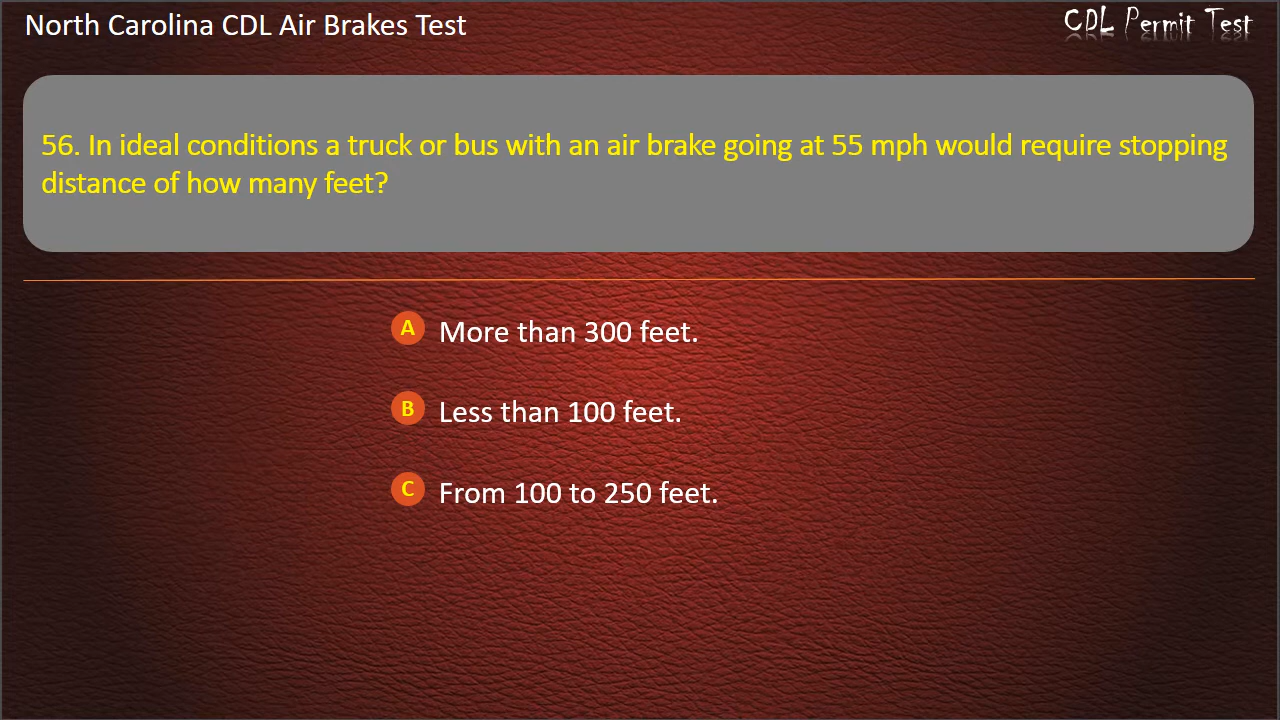 North Carolina CDL Air Brakes Test
CDL Permit Test
56. In ideal conditions a truck or bus with an air brake going at 55 mph would require stopping
distance of how many feet?
A More than 300 feet.
B Less than 100 feet.
C From 100 to 250 feet.